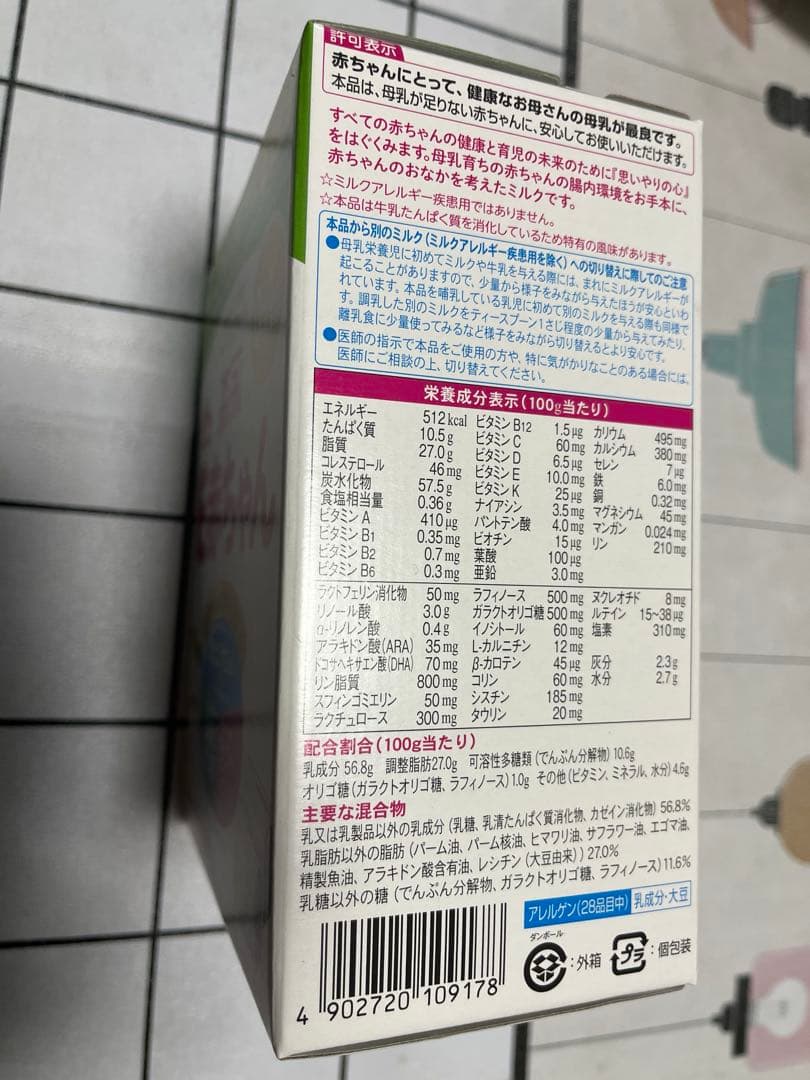 許可表示
赤ちゃんにとって、健康なお母さんの母乳が最良です。
本品は、母乳が足りない赤ちゃんに、安心してお使いいただけます。
すべての赤ちゃんの健康と育児の未来のために『思いやりの心』
をはぐくみます。母乳育ちの赤ちゃんの腸内環境をお手本に、
赤ちゃんのおなかを考えたミルクです。
☆ミルクアレルギー疾患用ではありません。
☆本品は牛乳たんぱく質を消化しているため特有の風味があります。
本品から別のミルク(ミルクアレルギー疾患用を除く)への切り替えに際してのご注意
●母乳栄養児に初めてミルクや牛乳を与える際には、まれにミルクアレルギーが
起こることがありますので、少量から様子をみながら与えたほうが安心といわ
れています。本品を哺乳している乳児に初めて別のミルクを与える際も同様で
す。調乳した別のミルクをティースプーン1さじ程度の少量から与えてみたり、
離乳食に少量使ってみるなど様子をみながら切り替えるとより安心です。
●医師の指示で本品をご使用の方や、特に気がかりなことのある場合には、
医師にご相談の上、切り替えてください。
栄養成分表示(100g当たり)
エネルギー 512kcal ビタミンB12 1.5μg カリウム 495mg
たんぱく質 10.5g ビタミンC 60mg カルシウム 380mg
脂質 27.0g ビタミンD 6.5μg セレン 7μg
コレステロール 46mg ビタミンE 10.0mg 鉄 6.0mg
炭水化物 57.5g ビタミンK 25μg 銅 0.32mg
食塩相当量 0.36g ナイアシン 3.5mg マグネシウム 45mg
ビタミンA 410μg パントテン酸 4.0mg マンガン 0.024mg
ビタミンB1 0.35mg ビオチン 15μg リン 210mg
ビタミンB2 0.7mg 葉酸 100μg
ビタミンB6 0.3mg 亜鉛 3.0mg
ラクトフェリン消化物 50mg ラフィノース 500mg ヌクレオチド 8mg
リノール酸 3.0g ガラクトオリゴ糖 500mg ルテイン 15~38μg
α-リノレン酸 0.4g イノシトール 60mg 塩素 310mg
アラキドン酸(ARA) 35mg L-カルニチン 12mg
ドコサヘキサエン酸(DHA) 70mg β-カロテン 45μg 灰分 2.3g
リン脂質 800mg コリン 60mg 水分 2.7g
スフィンゴミエリン 50mg シスチン 185mg
ラクチュロース 300mg タウリン 20mg
配合割合(100g当たり)
乳成分 56.8g 調整脂肪27.0g 可溶性多糖類(でんぷん分解物)10.6g
オリゴ糖(ガラクトオリゴ糖、ラフィノース)1.0g その他(ビタミン、ミネラル、水分)4.6g
主要な混合物
乳又は乳製品以外の乳成分(乳糖、乳清たんぱく質消化物、カゼイン消化物)56.8%
乳脂肪以外の脂肪(パーム油、パーム核油、ヒマワリ油、サフラワー油、エゴマ油、
精製魚油、アラキドン酸含有油、レシチン(大豆由来))27.0%
乳糖以外の糖(でんぷん分解物、ガラクトオリゴ糖、ラフィノース)11.6%
アレルゲン(28品目中) 乳成分・大豆
ダンボール
:外箱 プラ :個包装
4 902720 109178